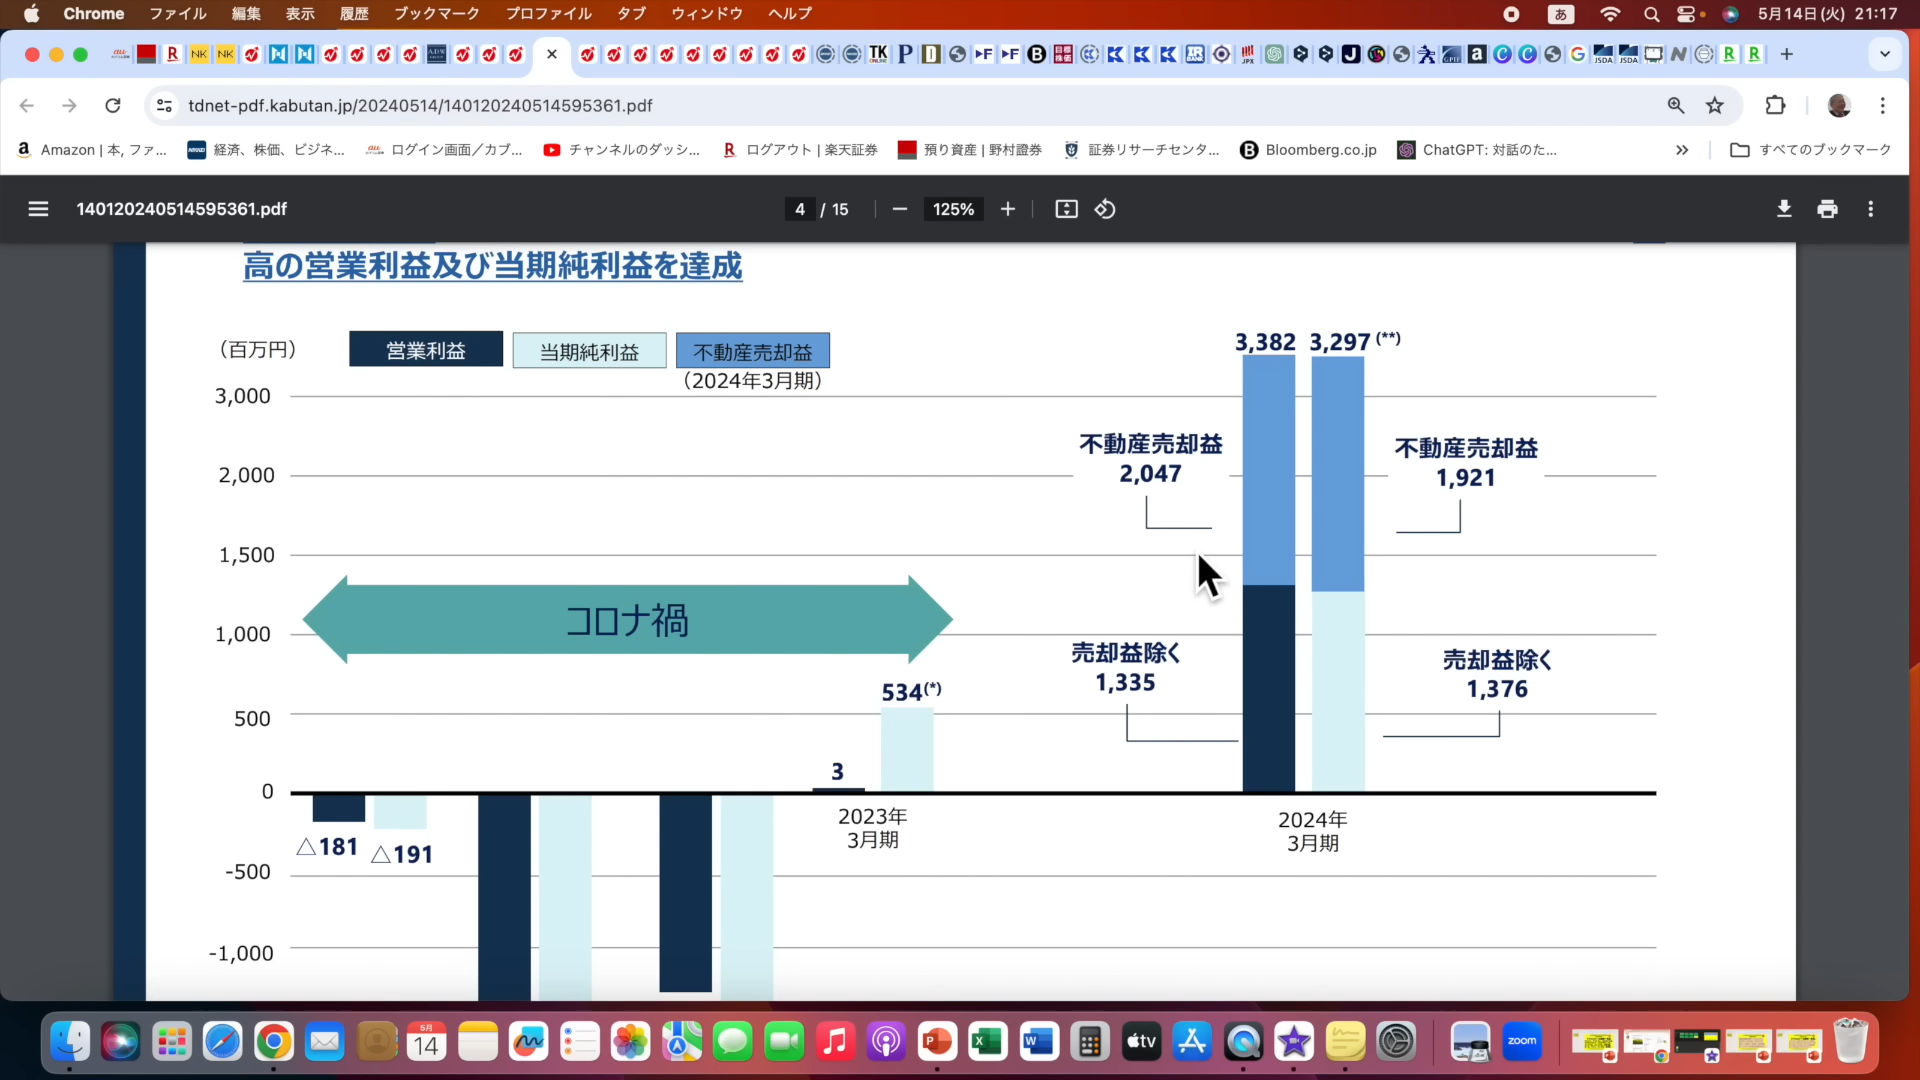 Chrome ファイル 編集 表示 履歴 ブックマーク プロファイル タブ ウィンドウ ヘルプ あ 5月14日(火) 21:17
tdnet-pdf.kabutan.jp/20240514/140120240514595361.pdf
Amazon | 本, ファ... 経済、株価、ビジネ... ログイン画面／カブ... チャンネルのダッシ... ログアウト | 楽天証券 預り資産 | 野村證券 証券リサーチセンタ... Bloomberg.co.jp ChatGPT: 対話のた... すべてのブックマーク
140120240514595361.pdf 4 / 15 125%
高の営業利益及び当期純利益を達成
（百万円） 営業利益 当期純利益 不動産売却益
（2024年3月期）
3,382 3,297 (**)
3,000
不動産売却益 不動産売却益
2,000 2,047 1,921
1,500
コロナ禍
1,000
売却益除く 売却益除く
1,335 1,376
534(*)
500
3
0
2023年
3月期
2024年
3月期
△181 △191
-500
-1,000
5月
14
tv
zoom